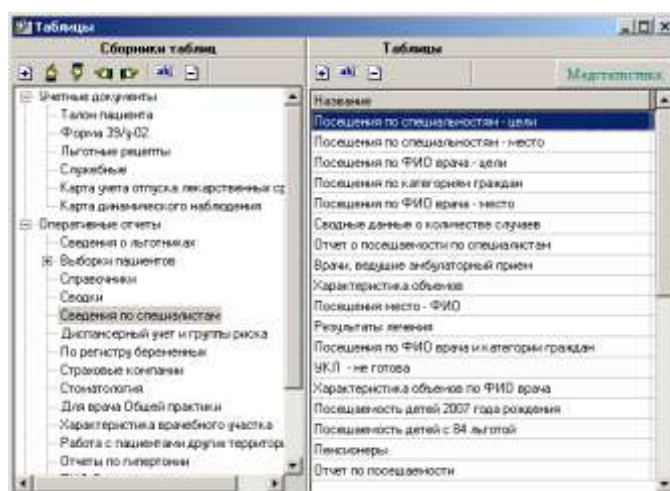 Таблицы
Сборники таблиц
Учетные документы
Талон пациента
Форма 39/у-02
Льготные рецепты
Служебные
Карта учета отпуска лекарственных ср
Карта динамического наблюдения
Оперативные отчеты
Сведения о льготниках
Выборки пациентов
Справочники
Сводки
Сведения по специалистам
Диспансерный учет и группы риска
По регистру беременных
Страховые компании
Стоматология
Для врача Общей практики
Характеристика врачебного участка
Работа с пациентами других территори
Отчеты по гипертонии
Таблицы
Медстатистика
Название
Посещения по специальностям - цели
Посещения по специальностям - место
Посещения по ФИО врача - цели
Посещения по категориям граждан
Посещения по ФИО врача - место
Сводные данные о количестве случаев
Отчет о посещаемости по специалистам
Врачи, ведущие амбулаторный прием
Характеристика объемов
Посещения место - ФИО
Результаты лечения
Посещения по ФИО врача и категории граждан
УКЛ - не готова
Характеристика объемов по ФИО врача
Посещаемость детей 2007 года рождения
Посещаемость детей с 84 льготой
Пенсионеры
Отчет по посещаемости